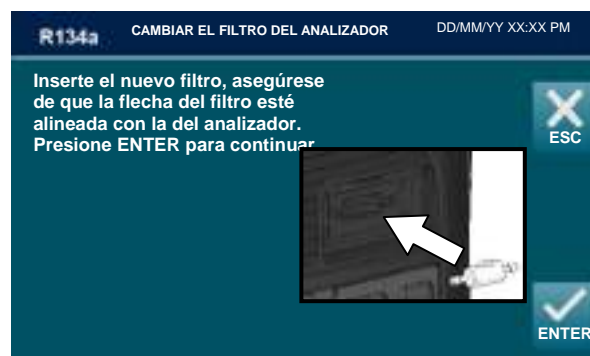 R134a
CAMBIAR EL FILTRO DEL ANALIZADOR
DD/MM/YY XX:XX PM
Inserte el nuevo filtro, asegúrese
de que la flecha del filtro esté
alineada con la del analizador.
Presione ENTER para continuar
ESC
ENTER